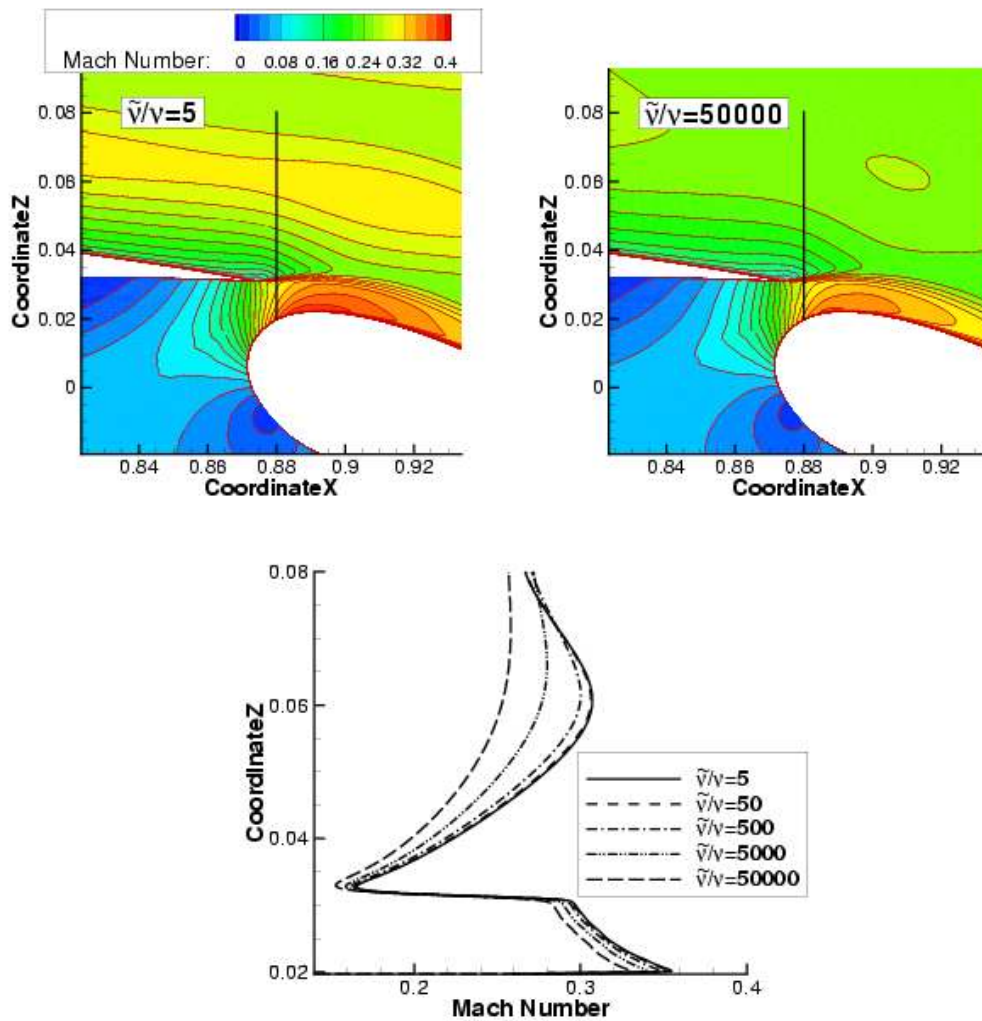 Mach Number: 0 0.08 0.16 0.24 0.32 0.4
ṽ/ν=5
0.08
0.06
0.04
0.02
0
CoordinateZ
0.84 0.86 0.88 0.9 0.92
CoordinateX
ṽ/ν=50000
0.08
0.06
0.04
0.02
0
CoordinateZ
0.84 0.86 0.88 0.9 0.92
CoordinateX
0.08
0.06
0.04
0.02
CoordinateZ
ṽ/ν=5
ṽ/ν=50
ṽ/ν=500
ṽ/ν=5000
ṽ/ν=50000
0.2 0.3 0.4
Mach Number